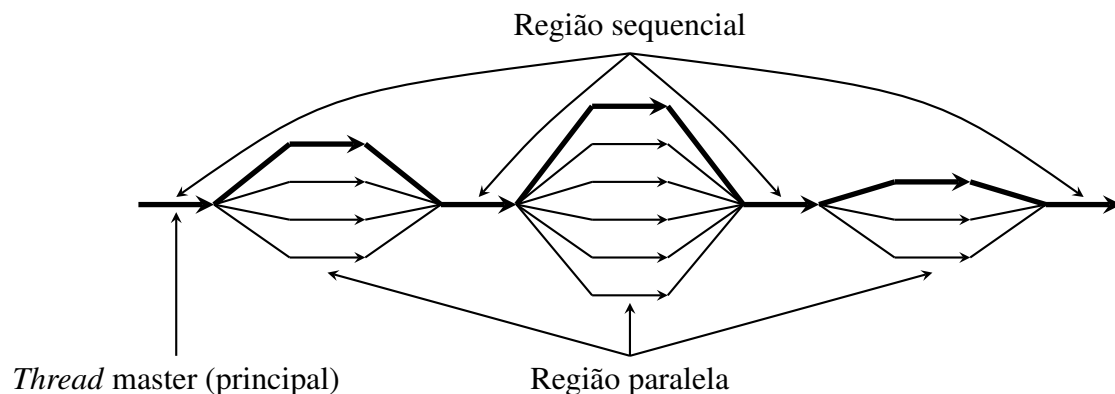 Região sequencial
Thread master (principal)
Região paralela